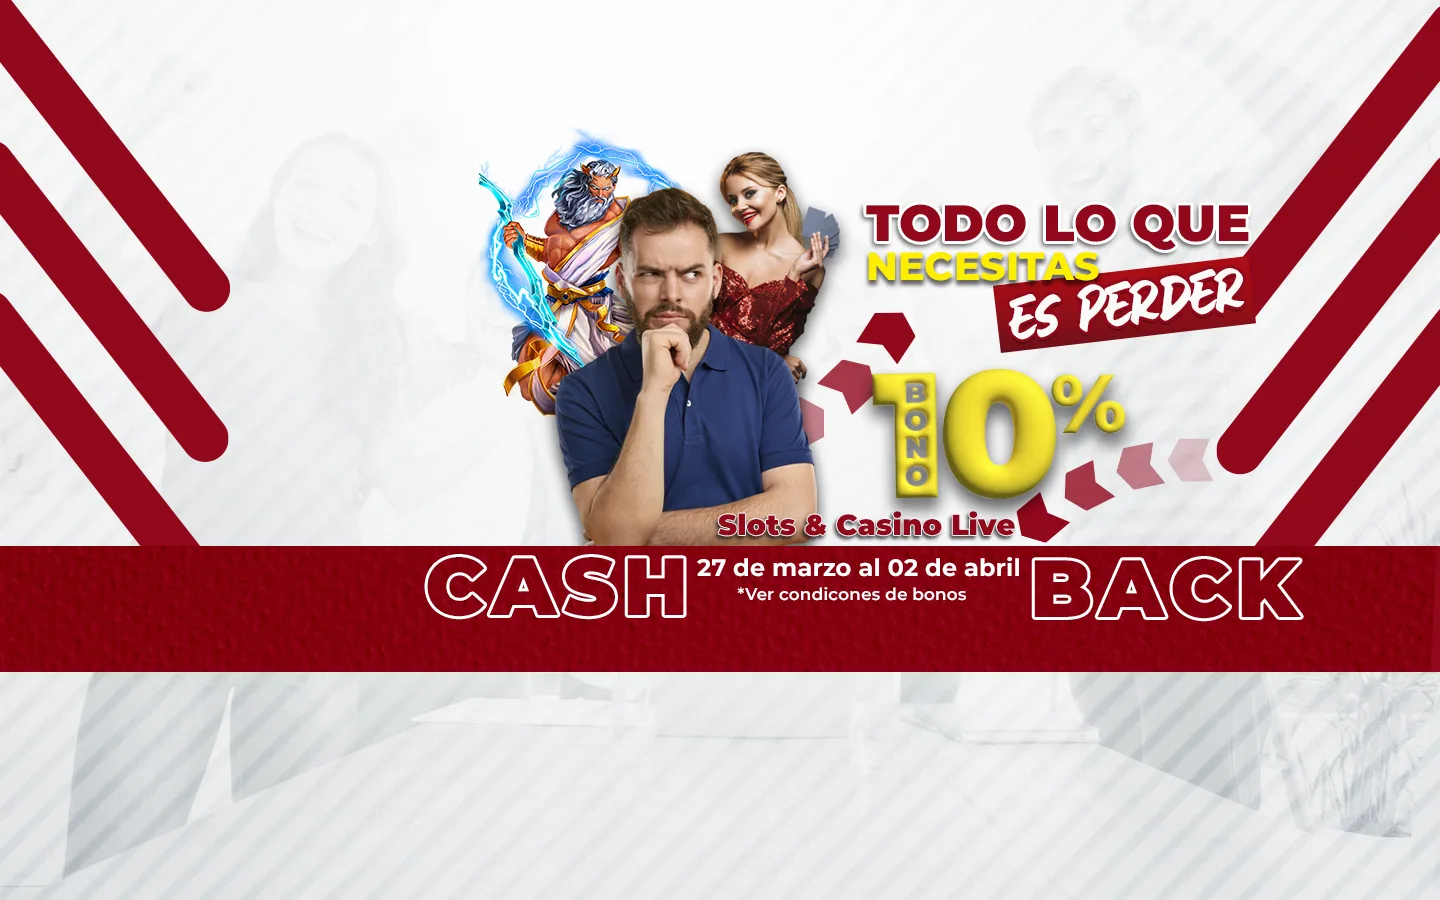 TODO LO QUE
NECESITAS
ES PERDER
BONO
10%
Slots & Casino Live
CASH
27 de marzo al 02 de abril
*Ver condicones de bonos
BACK